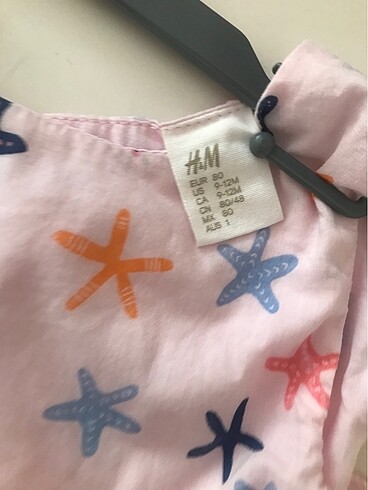 H&M
EUR 80
US 9-12M
CA 9-12M
CN 80/48
MX 80
AUS 1